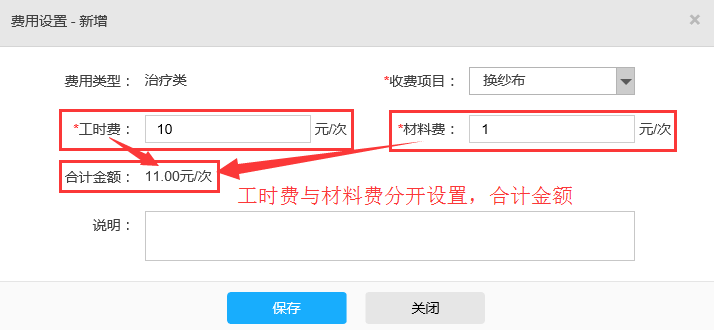 费用设置 - 新增
费用类型： 治疗类 *收费项目： 换纱布
*工时费： 10 元/次 *材料费： 1 元/次
合计金额： 11.00元/次
工时费与材料费分开设置，合计金额
说明：
保存 关闭